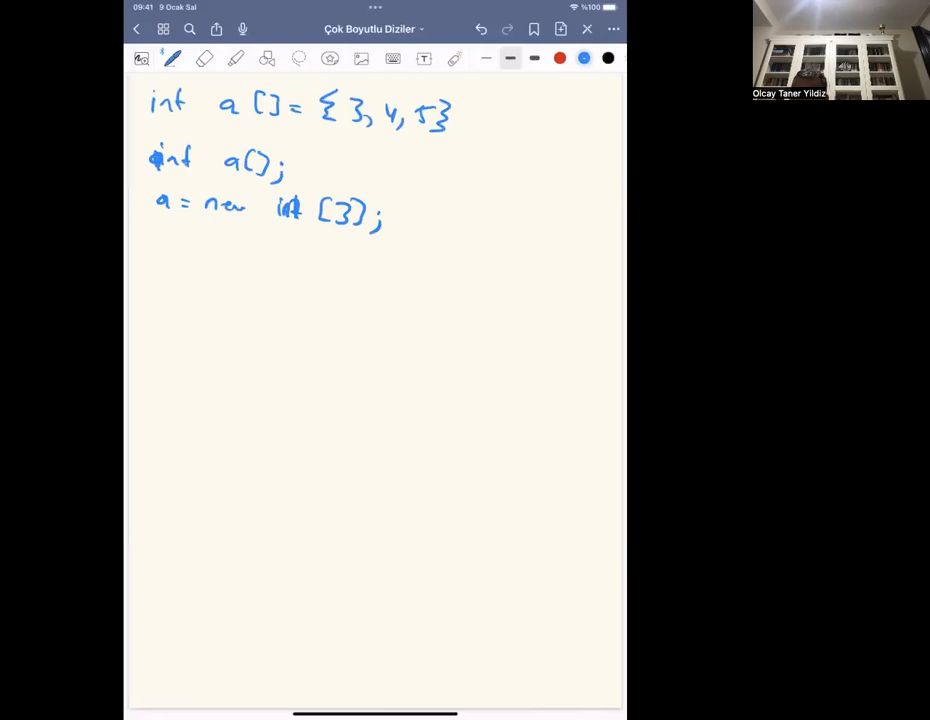 09:41 9 Ocak Sal
%100
Çok Boyutlu Diziler
int a [] = { 3, 4, 5}
int a[];
a = new int [3];
Olcay Taner Yildiz